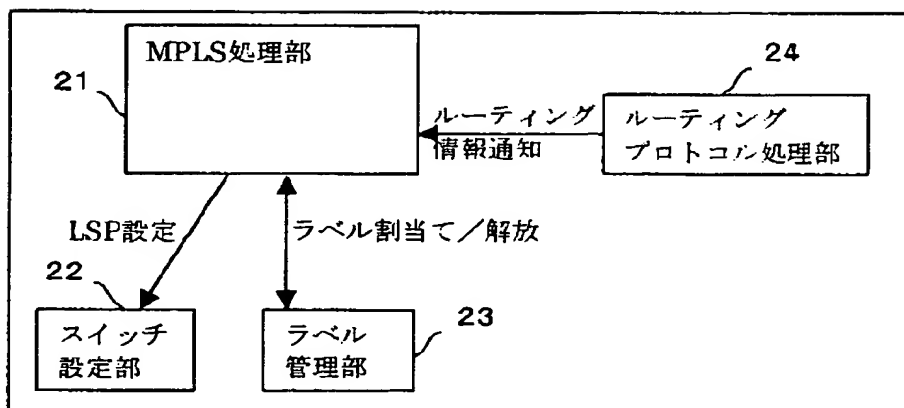 MPLS処理部
21
24
ルーティング
情報通知
ルーティング
プロトコル処理部
LSP設定
ラベル割当て／解放
22
スイッチ
設定部
ラベル
管理部
23